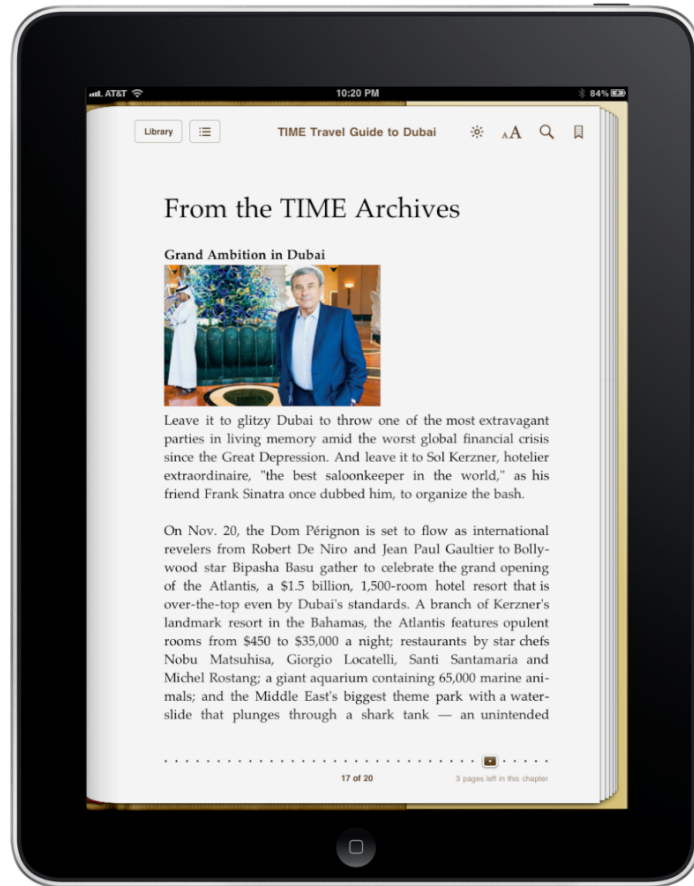 AT&T 10:20 PM 84%
Library TIME Travel Guide to Dubai AA
From the TIME Archives
Grand Ambition in Dubai
Leave it to glitzy Dubai to throw one of the most extravagant
parties in living memory amid the worst global financial crisis
since the Great Depression. And leave it to Sol Kerzner, hotelier
extraordinaire, "the best saloonkeeper in the world," as his
friend Frank Sinatra once dubbed him, to organize the bash.
On Nov. 20, the Dom Pérignon is set to flow as international
revelers from Robert De Niro and Jean Paul Gaultier to Bolly-
wood star Bipasha Basu gather to celebrate the grand opening
of the Atlantis, a $1.5 billion, 1,500-room hotel resort that is
over-the-top even by Dubai's standards. A branch of Kerzner's
landmark resort in the Bahamas, the Atlantis features opulent
rooms from $450 to $35,000 a night; restaurants by star chefs
Nobu Matsuhisa, Giorgio Locatelli, Santi Santamaria and
Michel Rostang; a giant aquarium containing 65,000 marine ani-
mals; and the Middle East's biggest theme park with a water-
slide that plunges through a shark tank — an unintended
17 of 20 3 pages left in this chapter